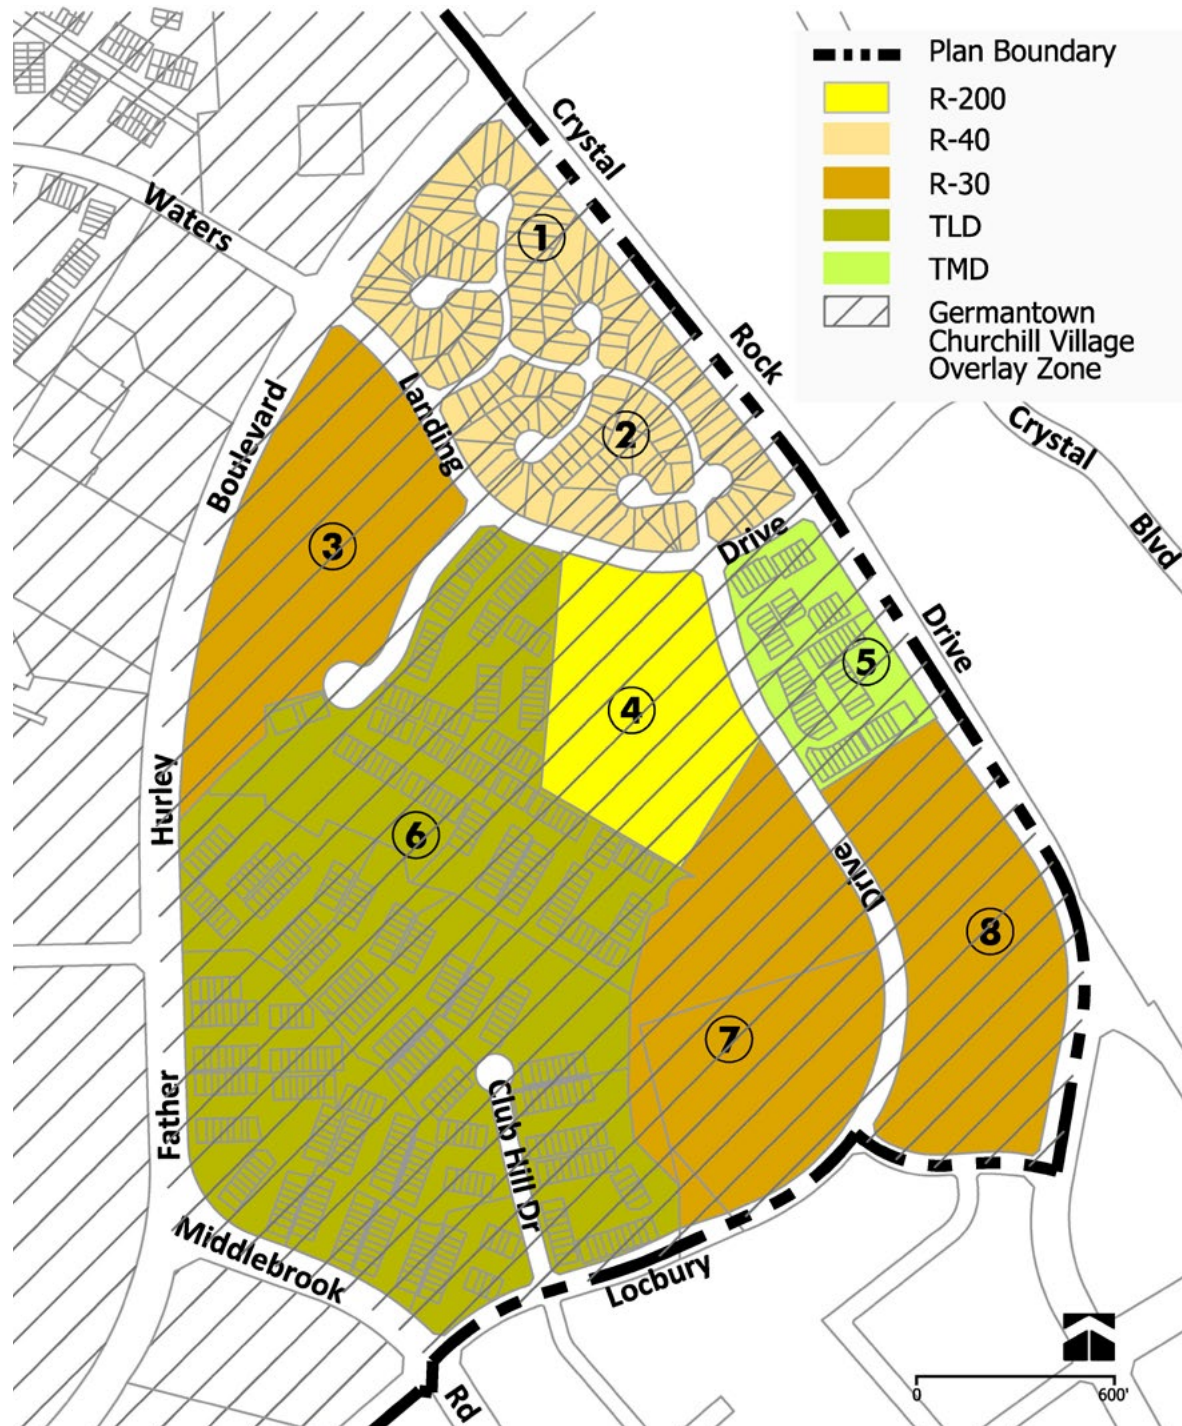 Plan Boundary
R-200
R-40
R-30
TLD
TMD
Germantown
Churchill Village
Overlay Zone
Crystal
Rock
Drive
Crystal
Blvd
Waters
Landing
Drive
Boulevard
Hurley
Father
1
2
3
4
5
6
7
8
Drive
Club Hill Dr
Middlebrook
Rd
Locbury
0
600'